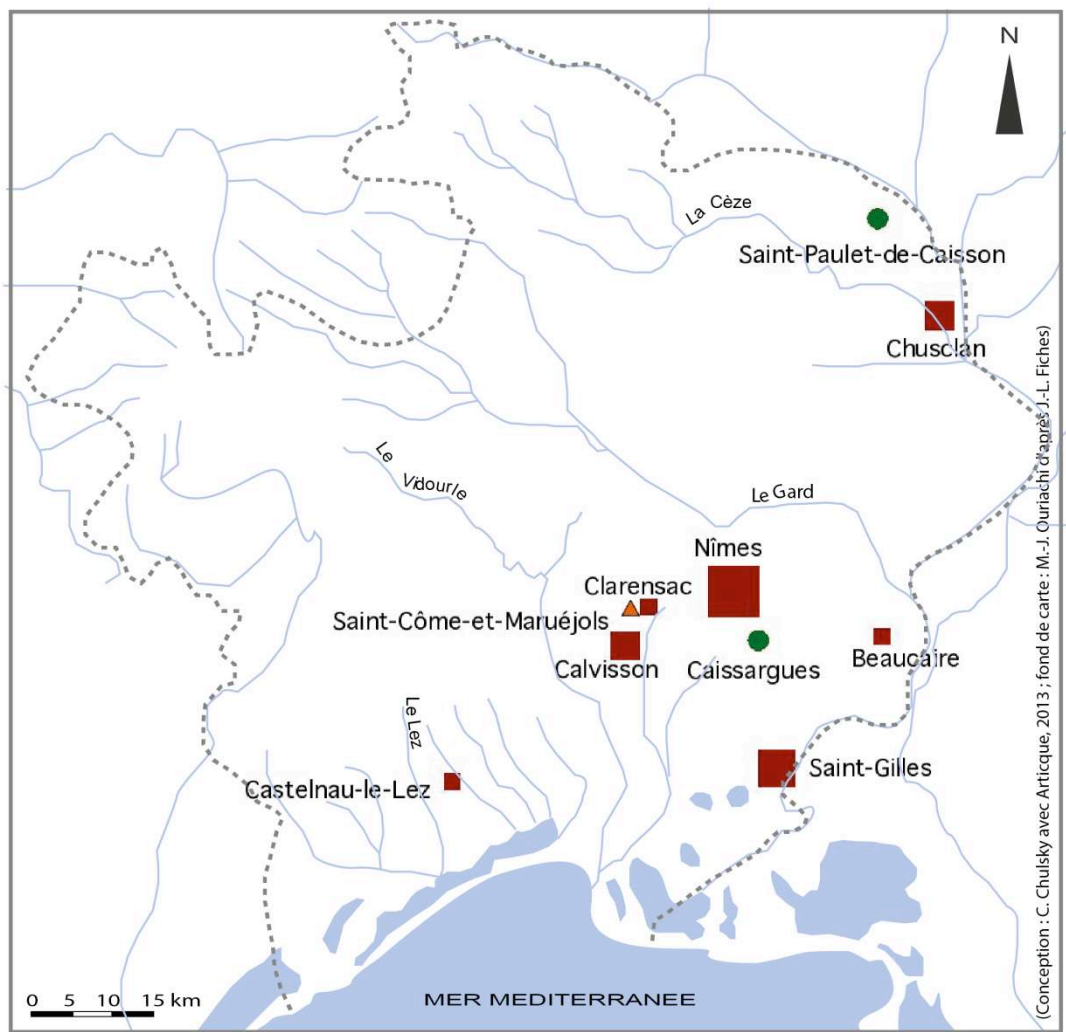 N
La Cèze
Saint-Paulet-de-Caisson
Chusclan
Le Vidourle
Le Gard
Nîmes
Clarensac
Saint-Côme-et-Maruéjols
Calvisson
Caissargues
Beaucaire
Le Lez
Saint-Gilles
Castelnau-le-Lez
0 5 10 15 km
MER MEDITERRANEE
(Conception : C. Chulsky avec Articque, 2013 ; fond de carte : M.-J. Ouriachi d'après J.-L. Fiches)